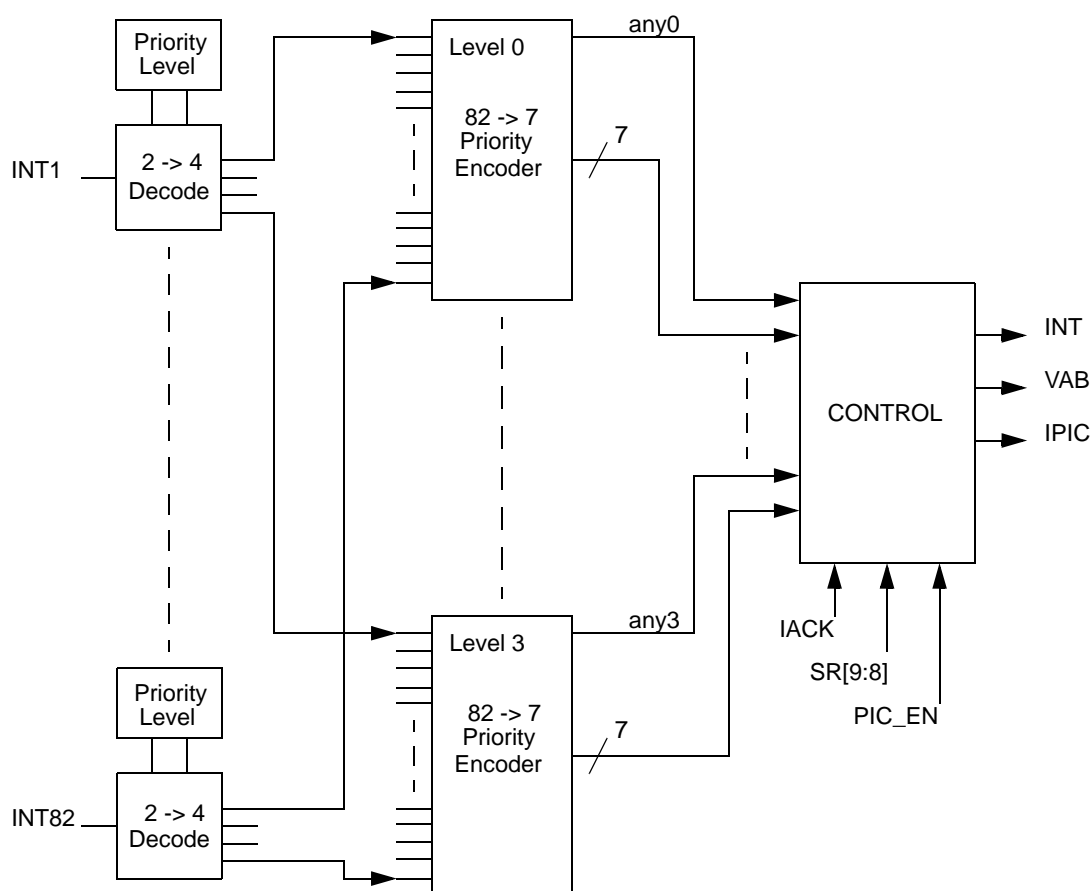 Priority
Level
INT1
2 -> 4
Decode
Level 0
82 -> 7
Priority
Encoder
any0
7
CONTROL
INT
VAB
IPIC
IACK
SR[9:8]
PIC_EN
Priority
Level
INT82
2 -> 4
Decode
Level 3
82 -> 7
Priority
Encoder
any3
7